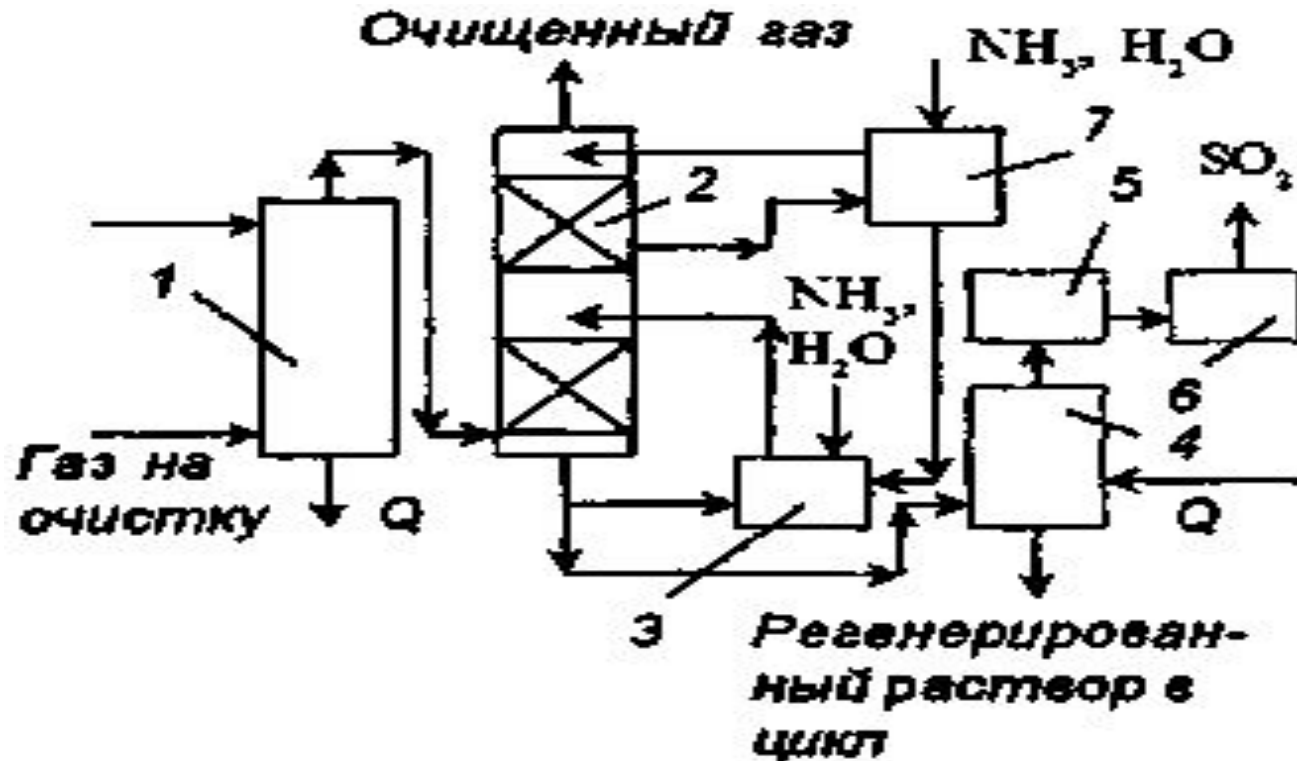 Очищенный газ
NH₃, H₂O
7
2
5
SO₂
1
NH₃,
H₂O
6
4
Газ на
очистку
Q
Q
3
Регенерирован-
ный раствор в
цикл